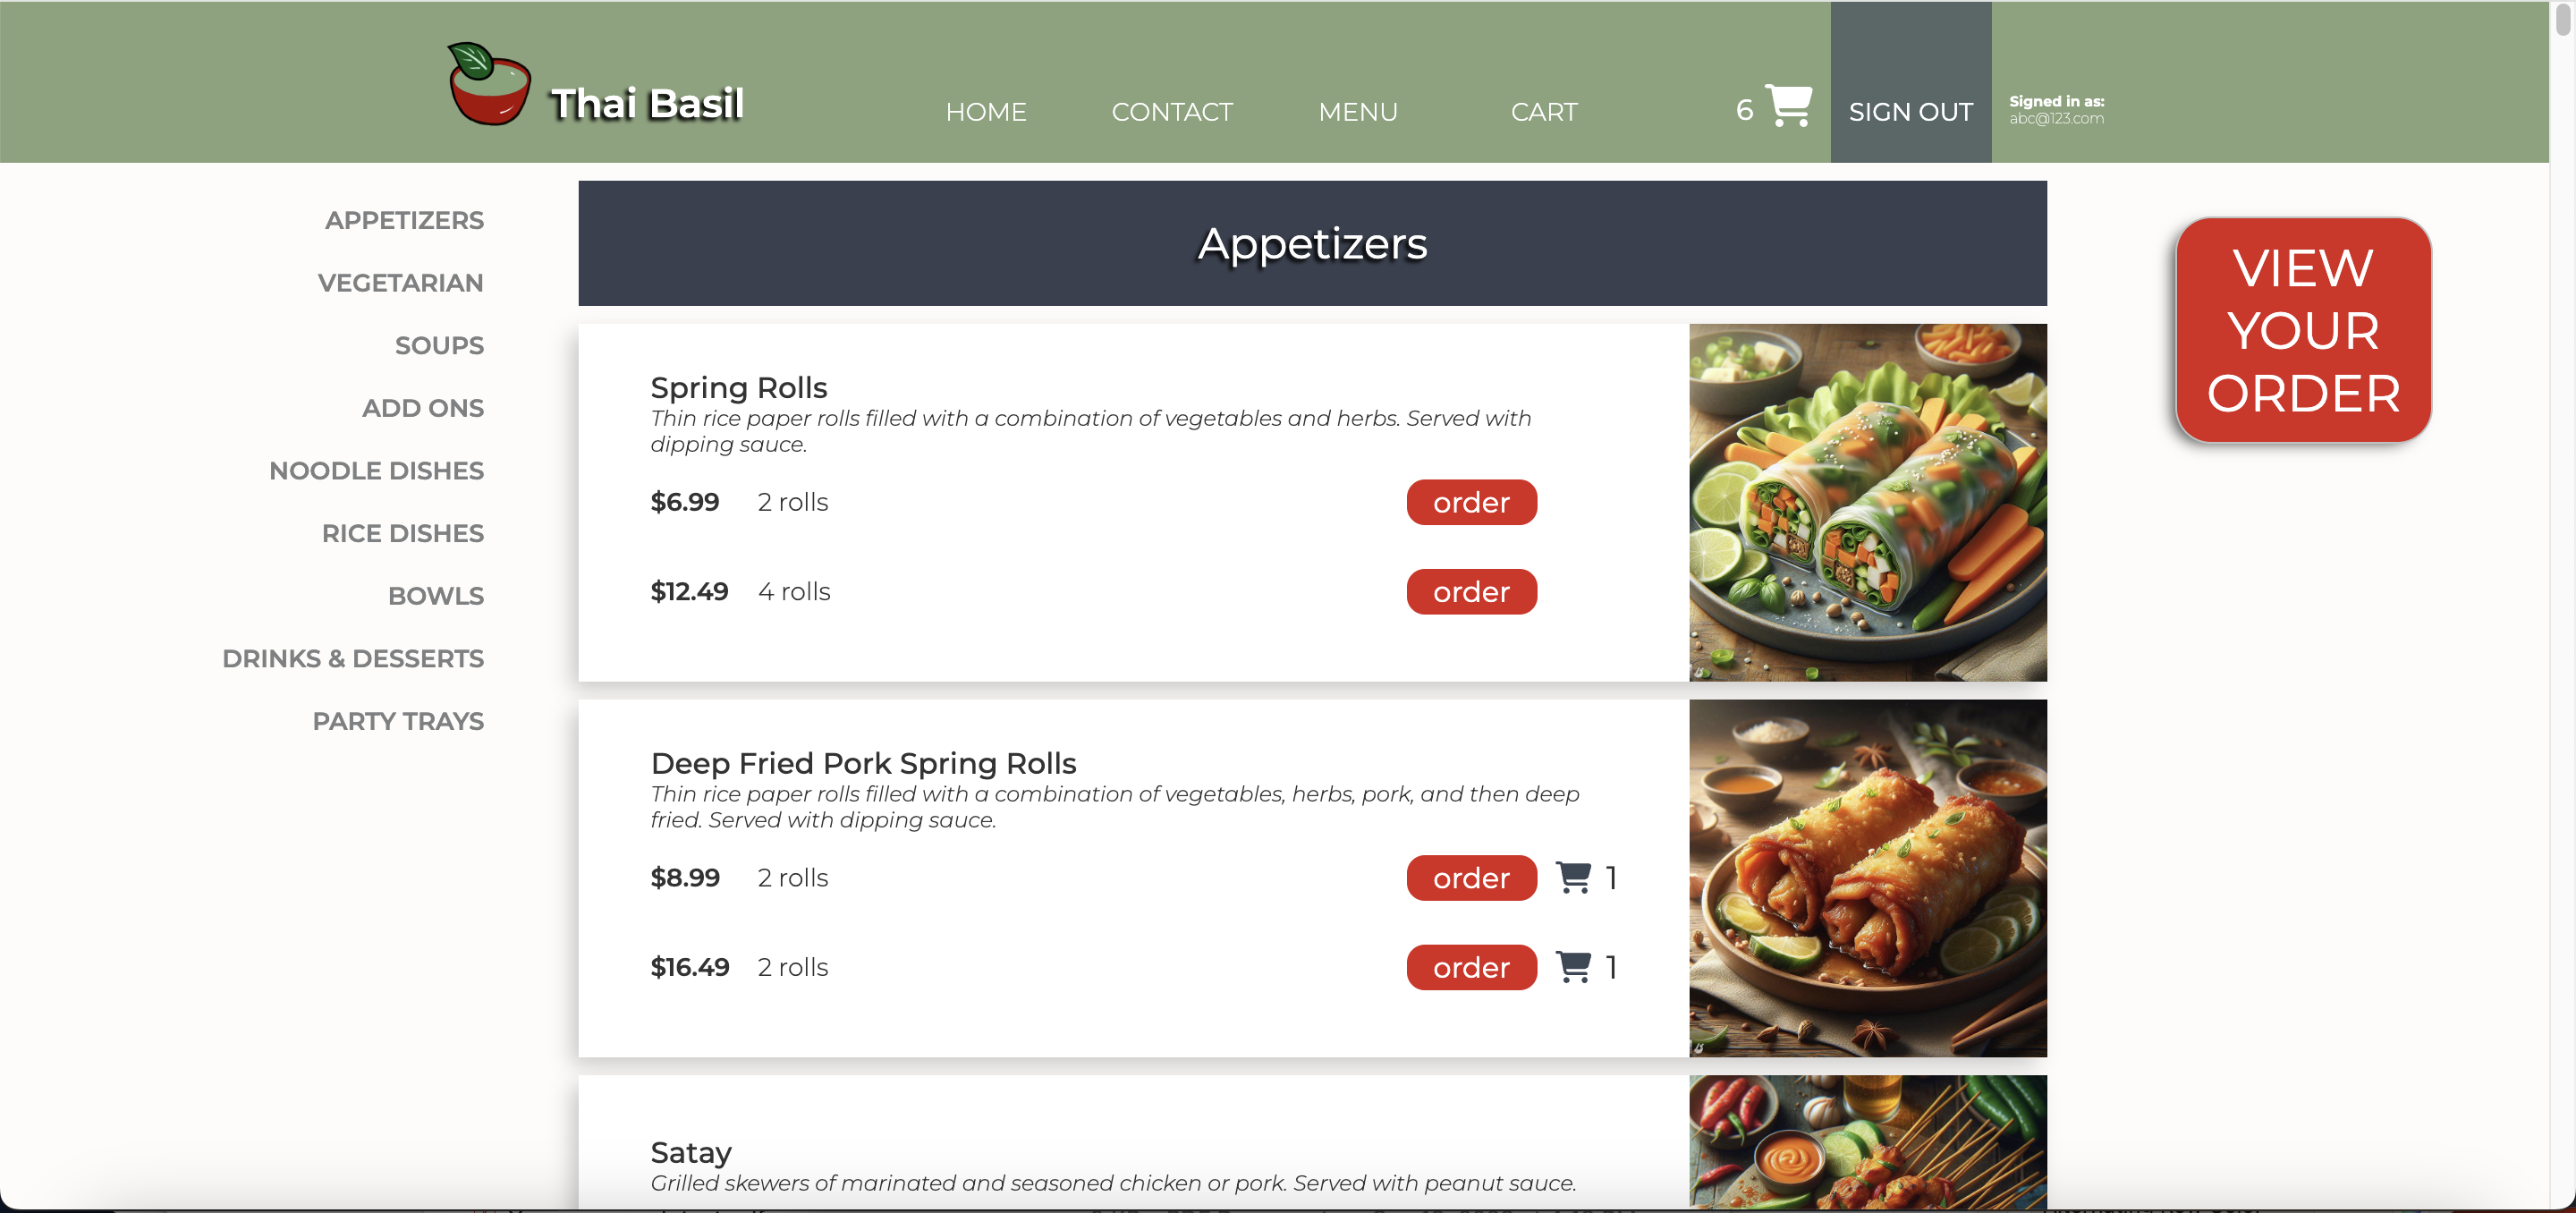 Thai Basil
HOME
CONTACT
MENU
CART
6
SIGN OUT
Signed in as:
abc@123.com
APPETIZERS
VEGETARIAN
SOUPS
ADD ONS
NOODLE DISHES
RICE DISHES
BOWLS
DRINKS & DESSERTS
PARTY TRAYS
Appetizers
Spring Rolls
Thin rice paper rolls filled with a combination of vegetables and herbs. Served with
dipping sauce.
$6.99 2 rolls
order
$12.49 4 rolls
order
Deep Fried Pork Spring Rolls
Thin rice paper rolls filled with a combination of vegetables, herbs, pork, and then deep
fried. Served with dipping sauce.
$8.99 2 rolls
order 1
$16.49 2 rolls
order 1
Satay
Grilled skewers of marinated and seasoned chicken or pork. Served with peanut sauce.
VIEW
YOUR
ORDER